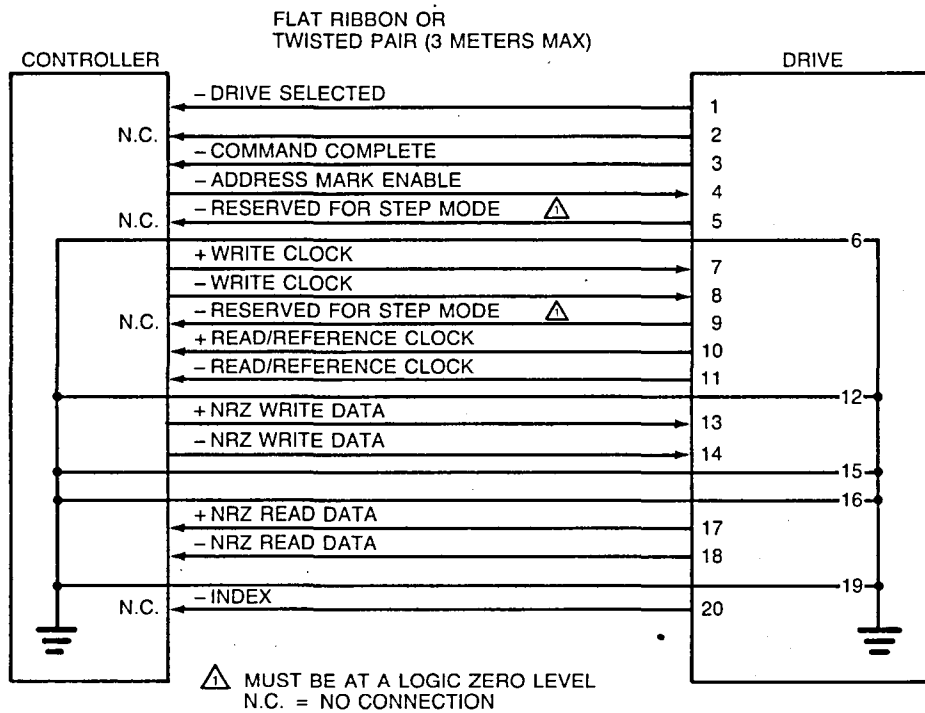 FLAT RIBBON OR
TWISTED PAIR (3 METERS MAX)
CONTROLLER
DRIVE
– DRIVE SELECTED
1
N.C.
2
– COMMAND COMPLETE
3
– ADDRESS MARK ENABLE
4
N.C.
– RESERVED FOR STEP MODE 1
5
6
+ WRITE CLOCK
7
– WRITE CLOCK
8
N.C.
– RESERVED FOR STEP MODE 1
9
+ READ/REFERENCE CLOCK
10
– READ/REFERENCE CLOCK
11
12
+ NRZ WRITE DATA
13
– NRZ WRITE DATA
14
15
16
+ NRZ READ DATA
17
– NRZ READ DATA
18
19
N.C.
– INDEX
20
1 MUST BE AT A LOGIC ZERO LEVEL
N.C. = NO CONNECTION